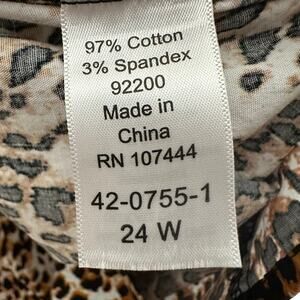 97% Cotton
3% Spandex
92200
Made in
China
RN 107444
42-0755-1
24 W